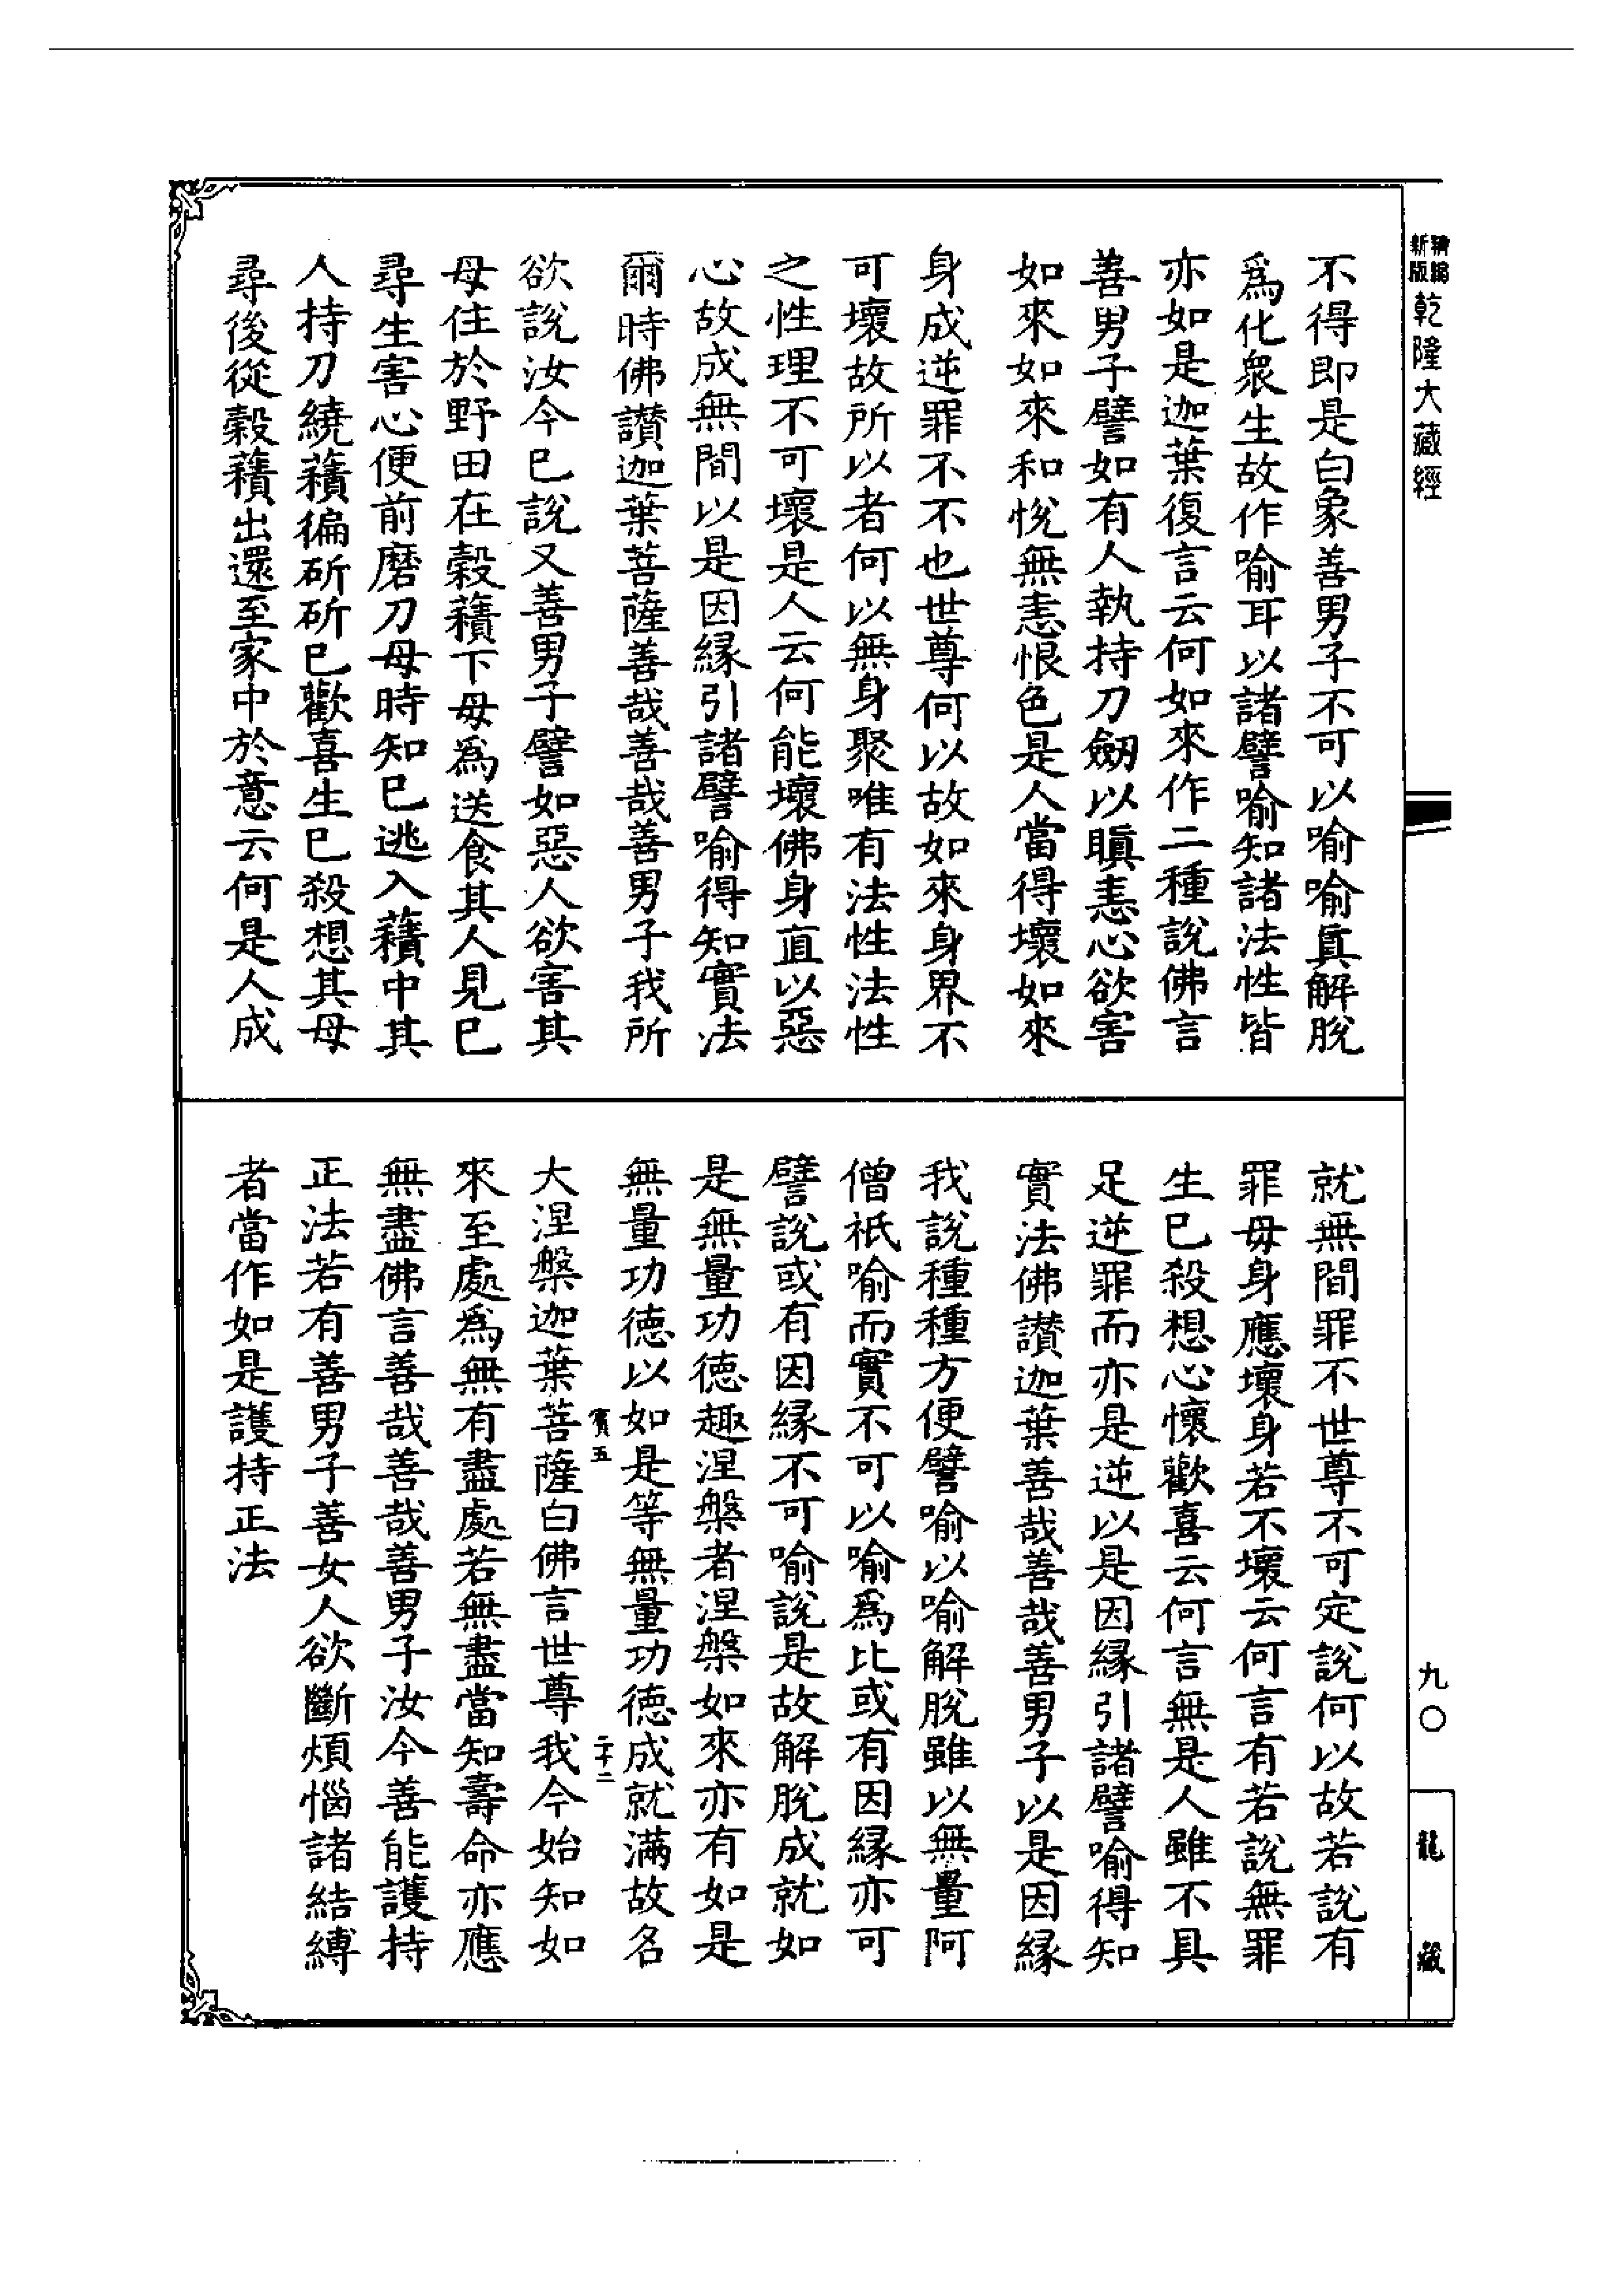 新編縮版
乾隆大藏經
九〇
龍藏
不得即是白象善男子不可以喻喻真解脫
為化衆生故作喻耳以諸譬喻知諸法性皆
亦如是迦葉復言云何如來作二種說佛言
善男子譬如有人執持刀劒以瞋恚心欲害
如來如來和悅無恚恨色是人當得壞如來
身成逆罪不不也世尊何以故如來身界不
可壞故所以者何以無身聚唯有法性法性
之性理不可壞是人云何能壞佛身直以惡
心故成無間以是因緣引諸譬喻得知實法
爾時佛讚迦葉菩薩善哉善哉善男子我所
欲說汝今已說又善男子譬如惡人欲害其
母住於野田在穀𧂐下母為送食其人見已
尋生害心便前磨刀母時知已逃入𧂐中其
人持刀繞𧂐徧斫斫已歡喜生已殺想其母
尋後從穀𧂐出還至家中於意云何是人成
就無間罪不世尊不可定說何以故若說有
罪母身應壞身若不壞云何言有若說無罪
生已殺想心懷歡喜云何言無是人雖不具
足逆罪而亦是逆以是因緣引諸譬喻得知
實法佛讚迦葉善哉善哉善男子以是因緣
我說種種方便譬喻以喻解脫雖以無量阿
僧祇喻而實不可以喻為比或有因緣亦可
譬說或有因緣不可喻說是故解脫成就如
是無量功德趣涅槃者涅槃如來亦有如是
無量功德以如是等無量功德成就滿故名
賓五
二十二
大涅槃迦葉菩薩白佛言世尊我今始知如
來至處為無有盡處若無盡當知壽命亦應
無盡佛言善哉善哉善男子汝今善能護持
正法若有善男子善女人欲斷煩惱諸結縛
者當作如是護持正法